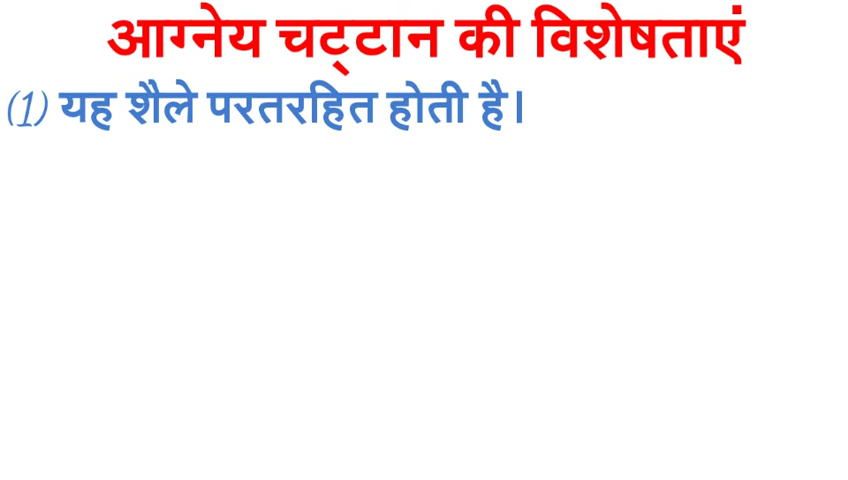 आग्नेय चट्टान की विशेषताएं
(1) यह शैले परतरहित होती है।